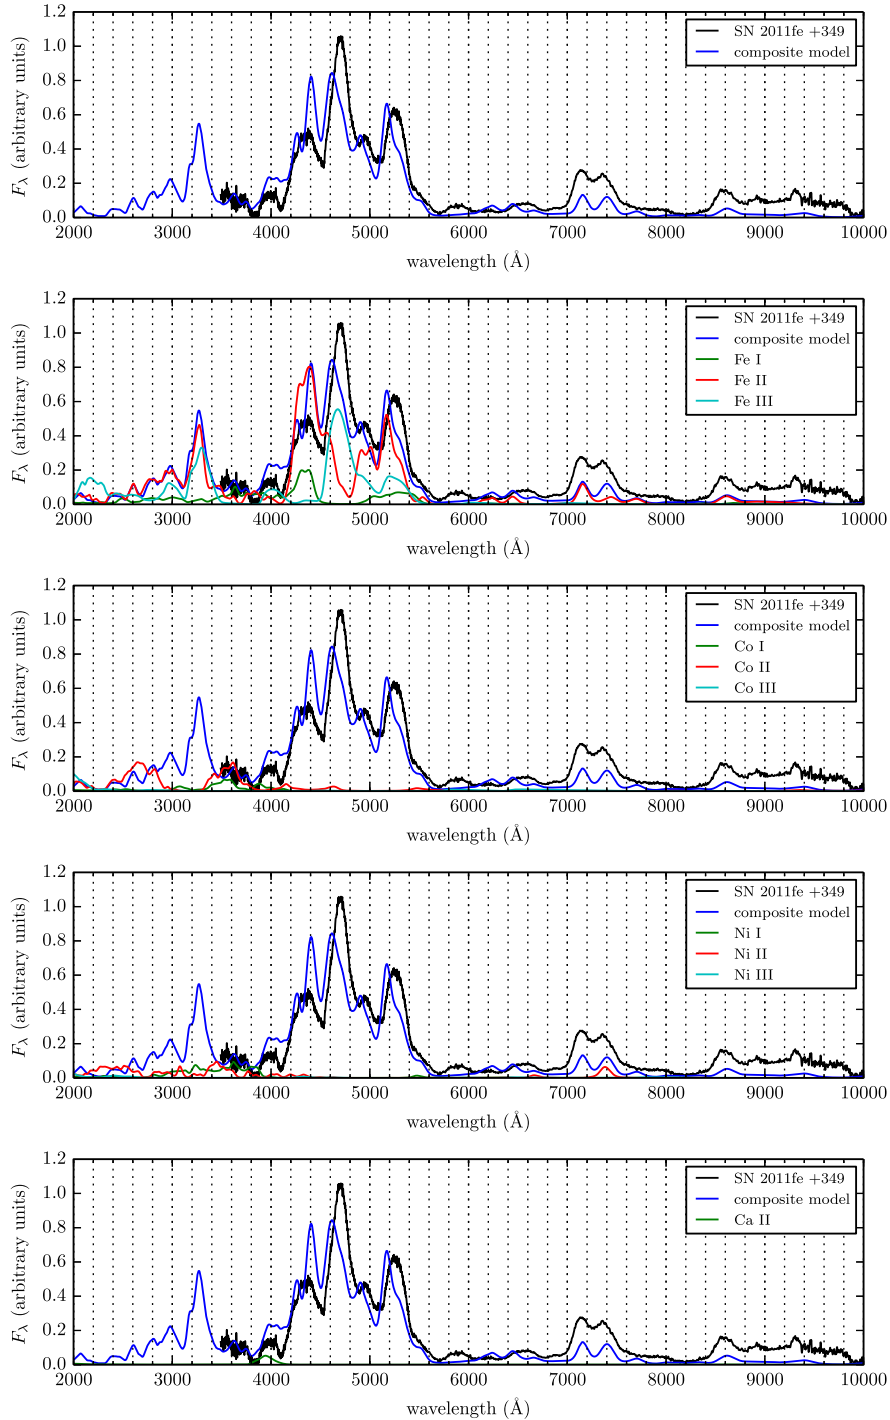 1.2
1.0
0.8
0.6
0.4
0.2
0.0
F_λ (arbitrary units)
SN 2011fe +349
composite model
2000 3000 4000 5000 6000 7000 8000 9000 10000
wavelength (Å)
1.2
1.0
0.8
0.6
0.4
0.2
0.0
F_λ (arbitrary units)
SN 2011fe +349
composite model
Fe I
Fe II
Fe III
2000 3000 4000 5000 6000 7000 8000 9000 10000
wavelength (Å)
1.2
1.0
0.8
0.6
0.4
0.2
0.0
F_λ (arbitrary units)
SN 2011fe +349
composite model
Co I
Co II
Co III
2000 3000 4000 5000 6000 7000 8000 9000 10000
wavelength (Å)
1.2
1.0
0.8
0.6
0.4
0.2
0.0
F_λ (arbitrary units)
SN 2011fe +349
composite model
Ni I
Ni II
Ni III
2000 3000 4000 5000 6000 7000 8000 9000 10000
wavelength (Å)
1.2
1.0
0.8
0.6
0.4
0.2
0.0
F_λ (arbitrary units)
SN 2011fe +349
composite model
Ca II
2000 3000 4000 5000 6000 7000 8000 9000 10000
wavelength (Å)